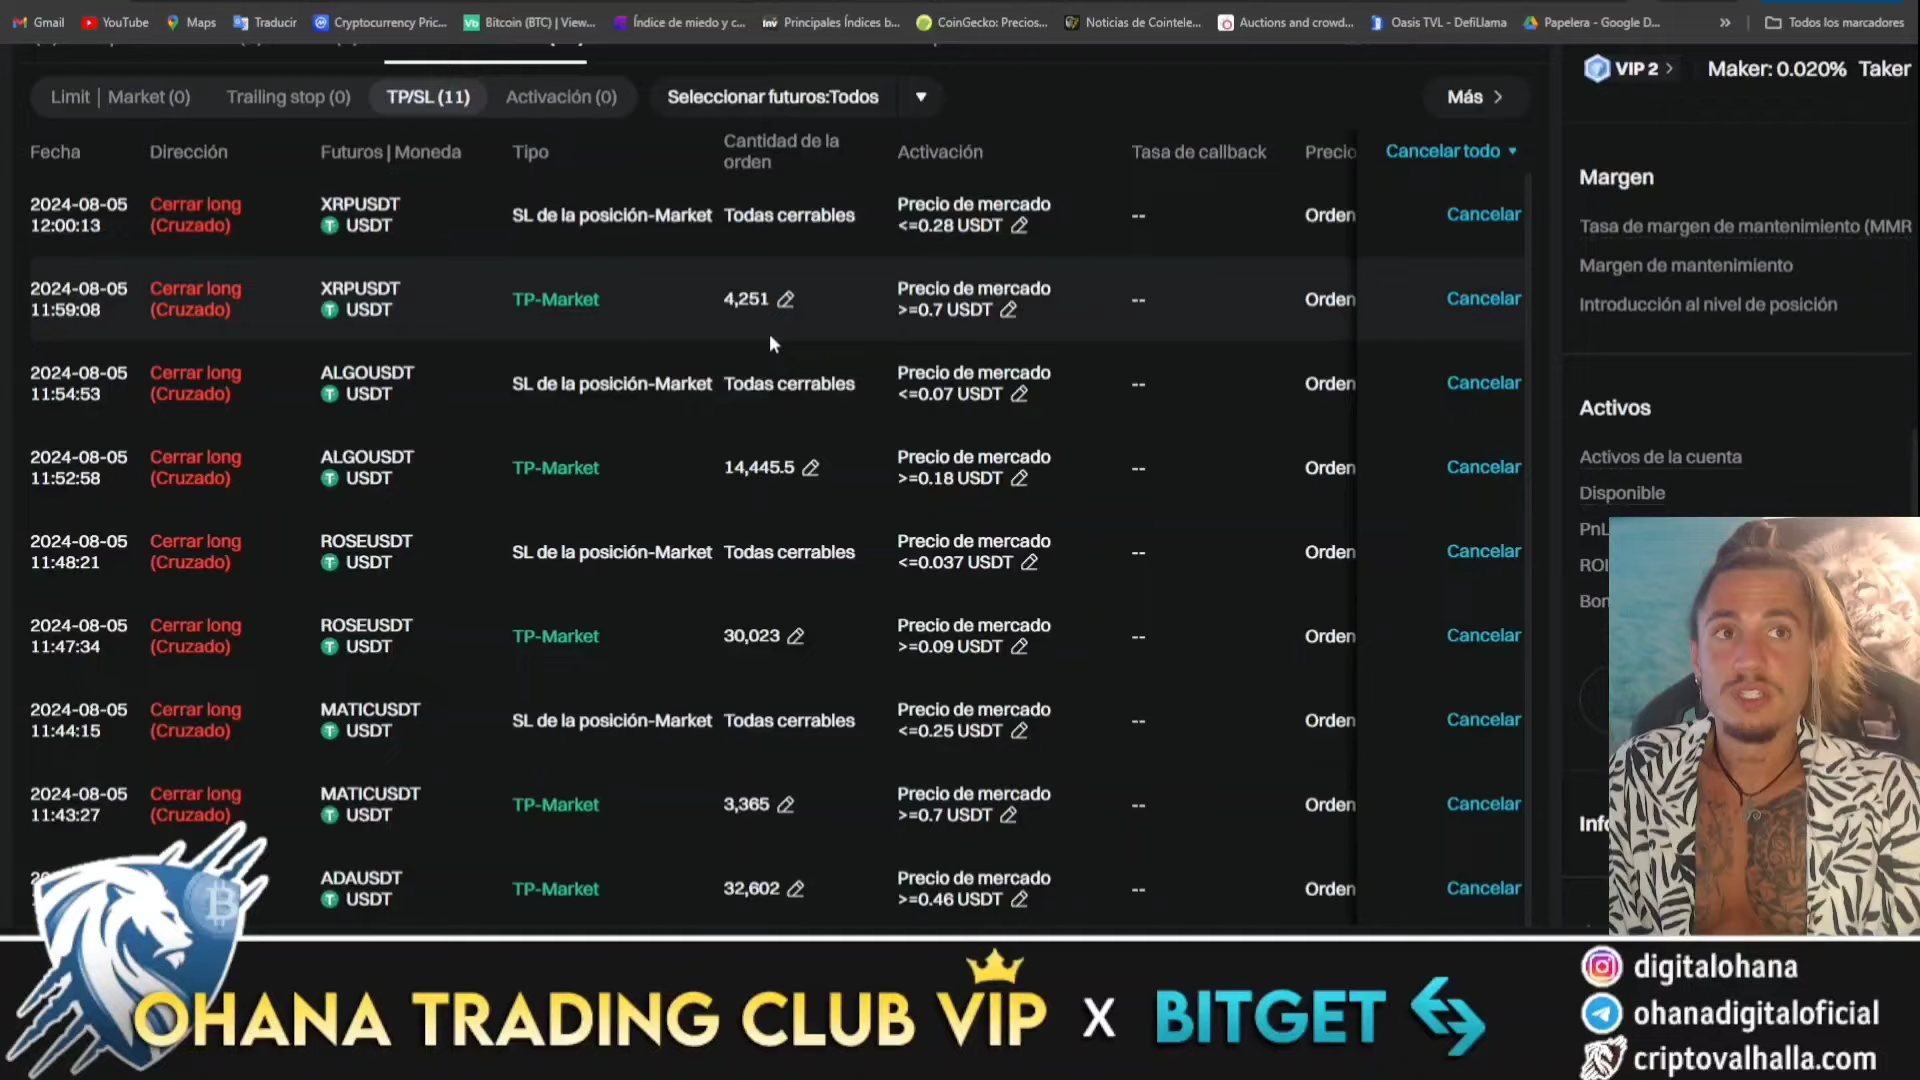 Gmail YouTube Maps Traducir Cryptocurrency Pric... Bitcoin (BTC) | View... Índice de miedo y c... Principales Índices b... CoinGecko: Precios... Noticias de Cointele... Auctions and crowd... Oasis TVL - DefiLlama Papelera - Google D... » Todos los marcadores
VIP 2 > Maker: 0.020% Taker
Limit | Market (0) Trailing stop (0) TP/SL (11) Activación (0) Seleccionar futuros:Todos Más >
Fecha Dirección Futuros | Moneda Tipo Cantidad de la orden Activación Tasa de callback Precio Cancelar todo
2024-08-05 Cerrar long XRPUSDT SL de la posición-Market Todas cerrables Precio de mercado -- Orden Cancelar
12:00:13 (Cruzado) USDT <=0.28 USDT
2024-08-05 Cerrar long XRPUSDT TP-Market 4,251 Precio de mercado -- Orden Cancelar
11:59:08 (Cruzado) USDT >=0.7 USDT
2024-08-05 Cerrar long ALGOUSDT SL de la posición-Market Todas cerrables Precio de mercado -- Orden Cancelar
11:54:53 (Cruzado) USDT <=0.07 USDT
2024-08-05 Cerrar long ALGOUSDT TP-Market 14,445.5 Precio de mercado -- Orden Cancelar
11:52:58 (Cruzado) USDT >=0.18 USDT
2024-08-05 Cerrar long ROSEUSDT SL de la posición-Market Todas cerrables Precio de mercado -- Orden Cancelar
11:48:21 (Cruzado) USDT <=0.037 USDT
2024-08-05 Cerrar long ROSEUSDT TP-Market 30,023 Precio de mercado -- Orden Cancelar
11:47:34 (Cruzado) USDT >=0.09 USDT
2024-08-05 Cerrar long MATICUSDT SL de la posición-Market Todas cerrables Precio de mercado -- Orden Cancelar
11:44:15 (Cruzado) USDT <=0.25 USDT
2024-08-05 Cerrar long MATICUSDT TP-Market 3,365 Precio de mercado -- Orden Cancelar
11:43:27 (Cruzado) USDT >=0.7 USDT
ADAUSDT TP-Market 32,602 Precio de mercado -- Orden Cancelar
USDT >=0.46 USDT
Margen
Tasa de margen de mantenimiento (MMR
Margen de mantenimiento
Introducción al nivel de posición
Activos
Activos de la cuenta
Disponible
PnL
ROI
Bon
Info
OHANA TRADING CLUB VIP X BITGET
digitalohana
ohanadigitaloficial
criptovalhalla.com